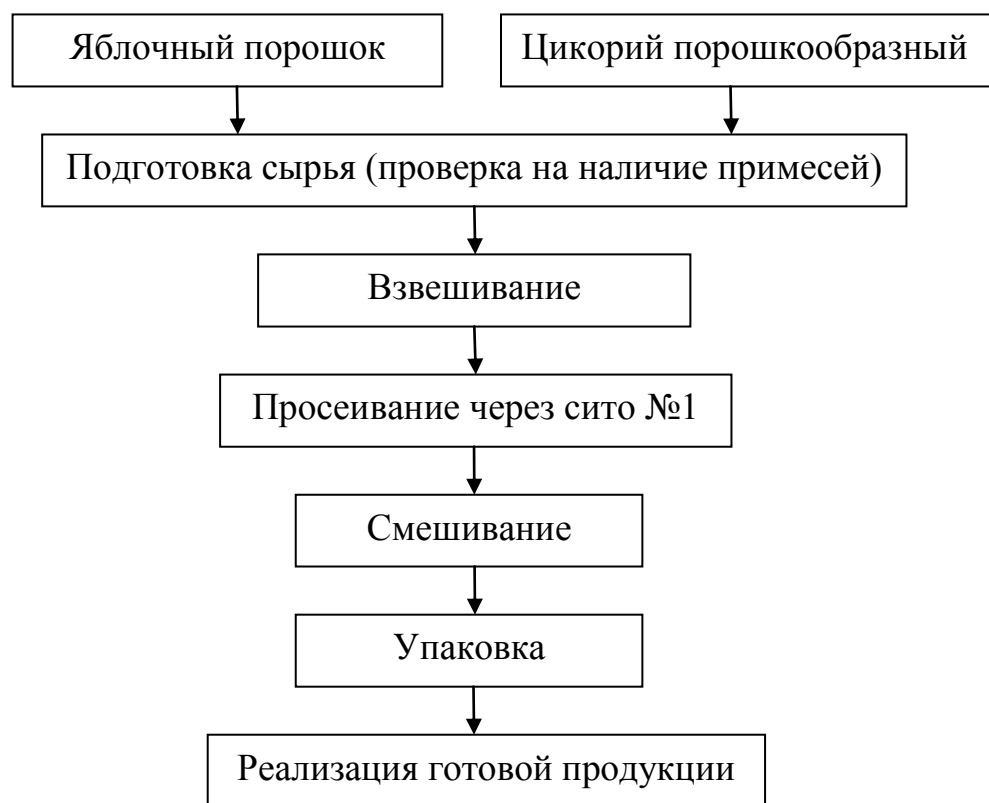 Яблочный порошок
Цикорий порошкообразный
Подготовка сырья (проверка на наличие примесей)
Взвешивание
Просеивание через сито №1
Смешивание
Упаковка
Реализация готовой продукции